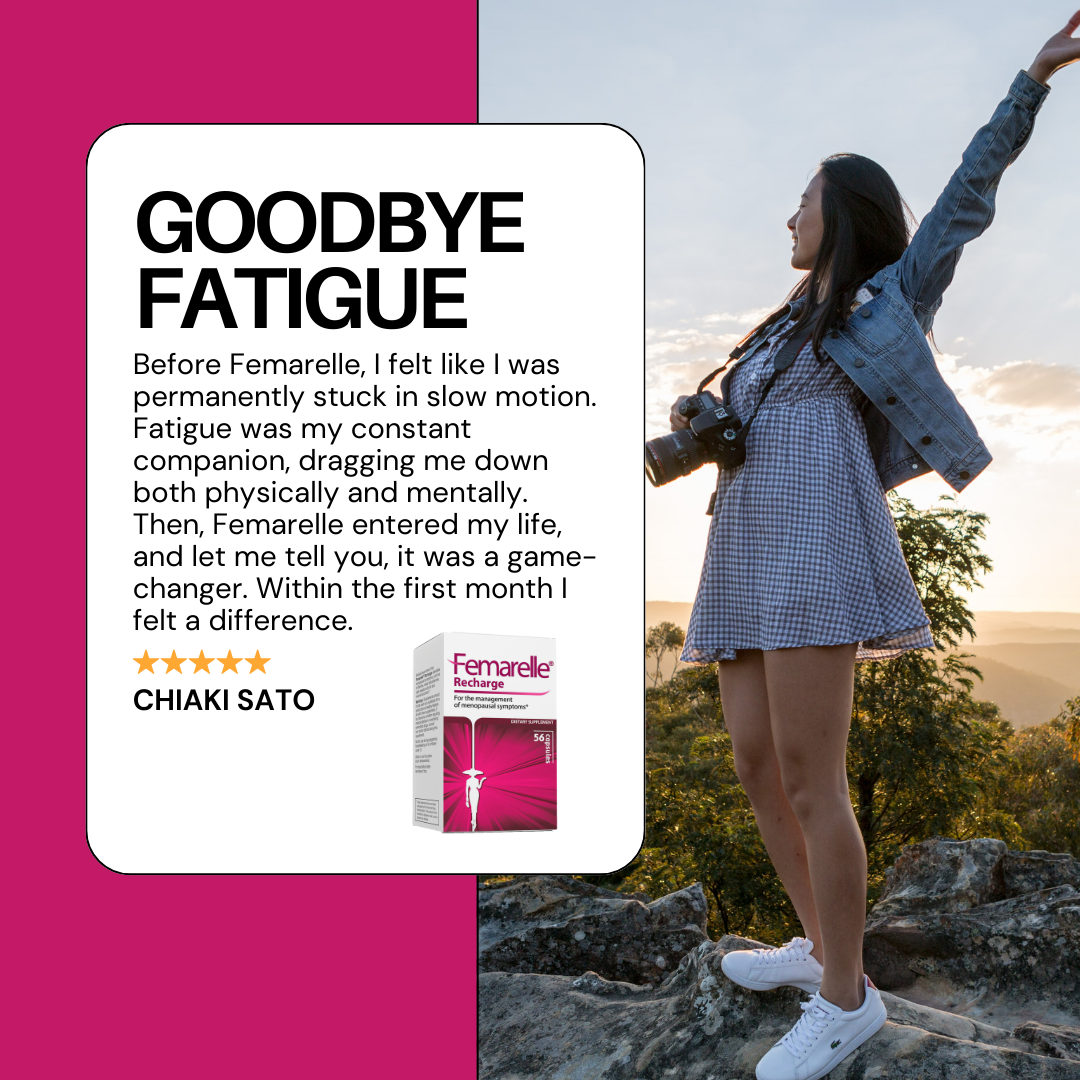 GOODBYE
FATIGUE
Before Femarelle, I felt like I was
permanently stuck in slow motion.
Fatigue was my constant
companion, dragging me down
both physically and mentally.
Then, Femarelle entered my life,
and let me tell you, it was a game-
changer. Within the first month I
felt a difference.
CHIAKI SATO
Femarelle®
Recharge
For the management
of menopausal symptoms*
DIETARY SUPPLEMENT
56 capsules